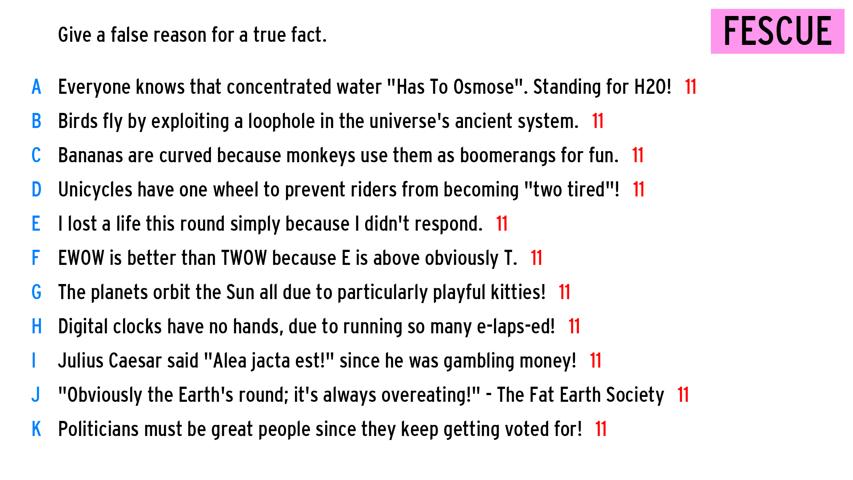 Give a false reason for a true fact.
FESCUE
A Everyone knows that concentrated water "Has To Osmose". Standing for H2O! 11
B Birds fly by exploiting a loophole in the universe's ancient system. 11
C Bananas are curved because monkeys use them as boomerangs for fun. 11
D Unicycles have one wheel to prevent riders from becoming "two tired"! 11
E I lost a life this round simply because I didn't respond. 11
F EWOW is better than TWOW because E is above obviously T. 11
G The planets orbit the Sun all due to particularly playful kitties! 11
H Digital clocks have no hands, due to running so many e-laps-ed! 11
I Julius Caesar said "Alea jacta est!" since he was gambling money! 11
J "Obviously the Earth's round; it's always overeating!" - The Fat Earth Society 11
K Politicians must be great people since they keep getting voted for! 11